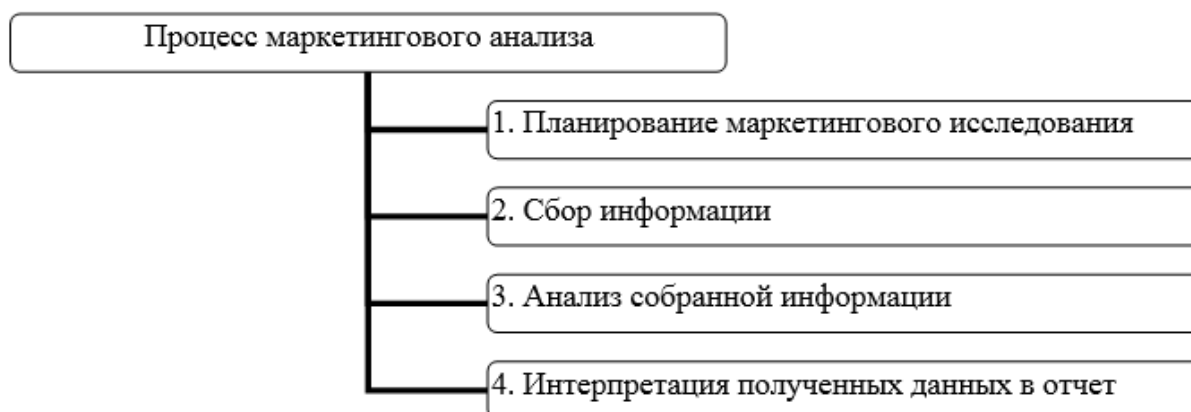 Процесс маркетингового анализа
1. Планирование маркетингового исследования
2. Сбор информации
3. Анализ собранной информации
4. Интерпретация полученных данных в отчет